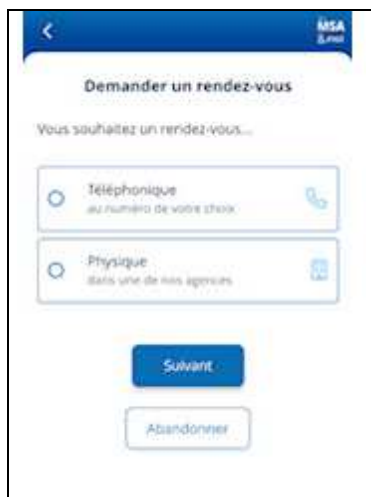 MSA
& moi
Demander un rendez-vous
Vous souhaitez un rendez-vous...
Téléphonique
au numéro de votre choix
Physique
dans une de nos agences
Suivant
Abandonner